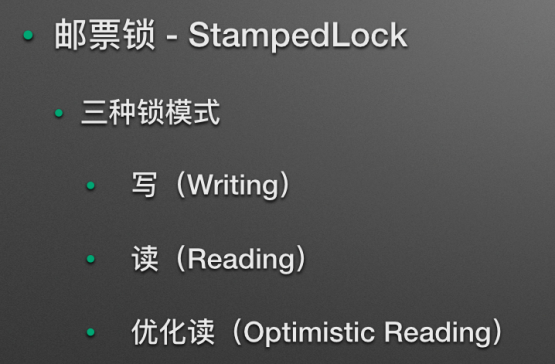 邮票锁 - StampedLock
三种锁模式
写（Writing）
读（Reading）
优化读（Optimistic Reading）